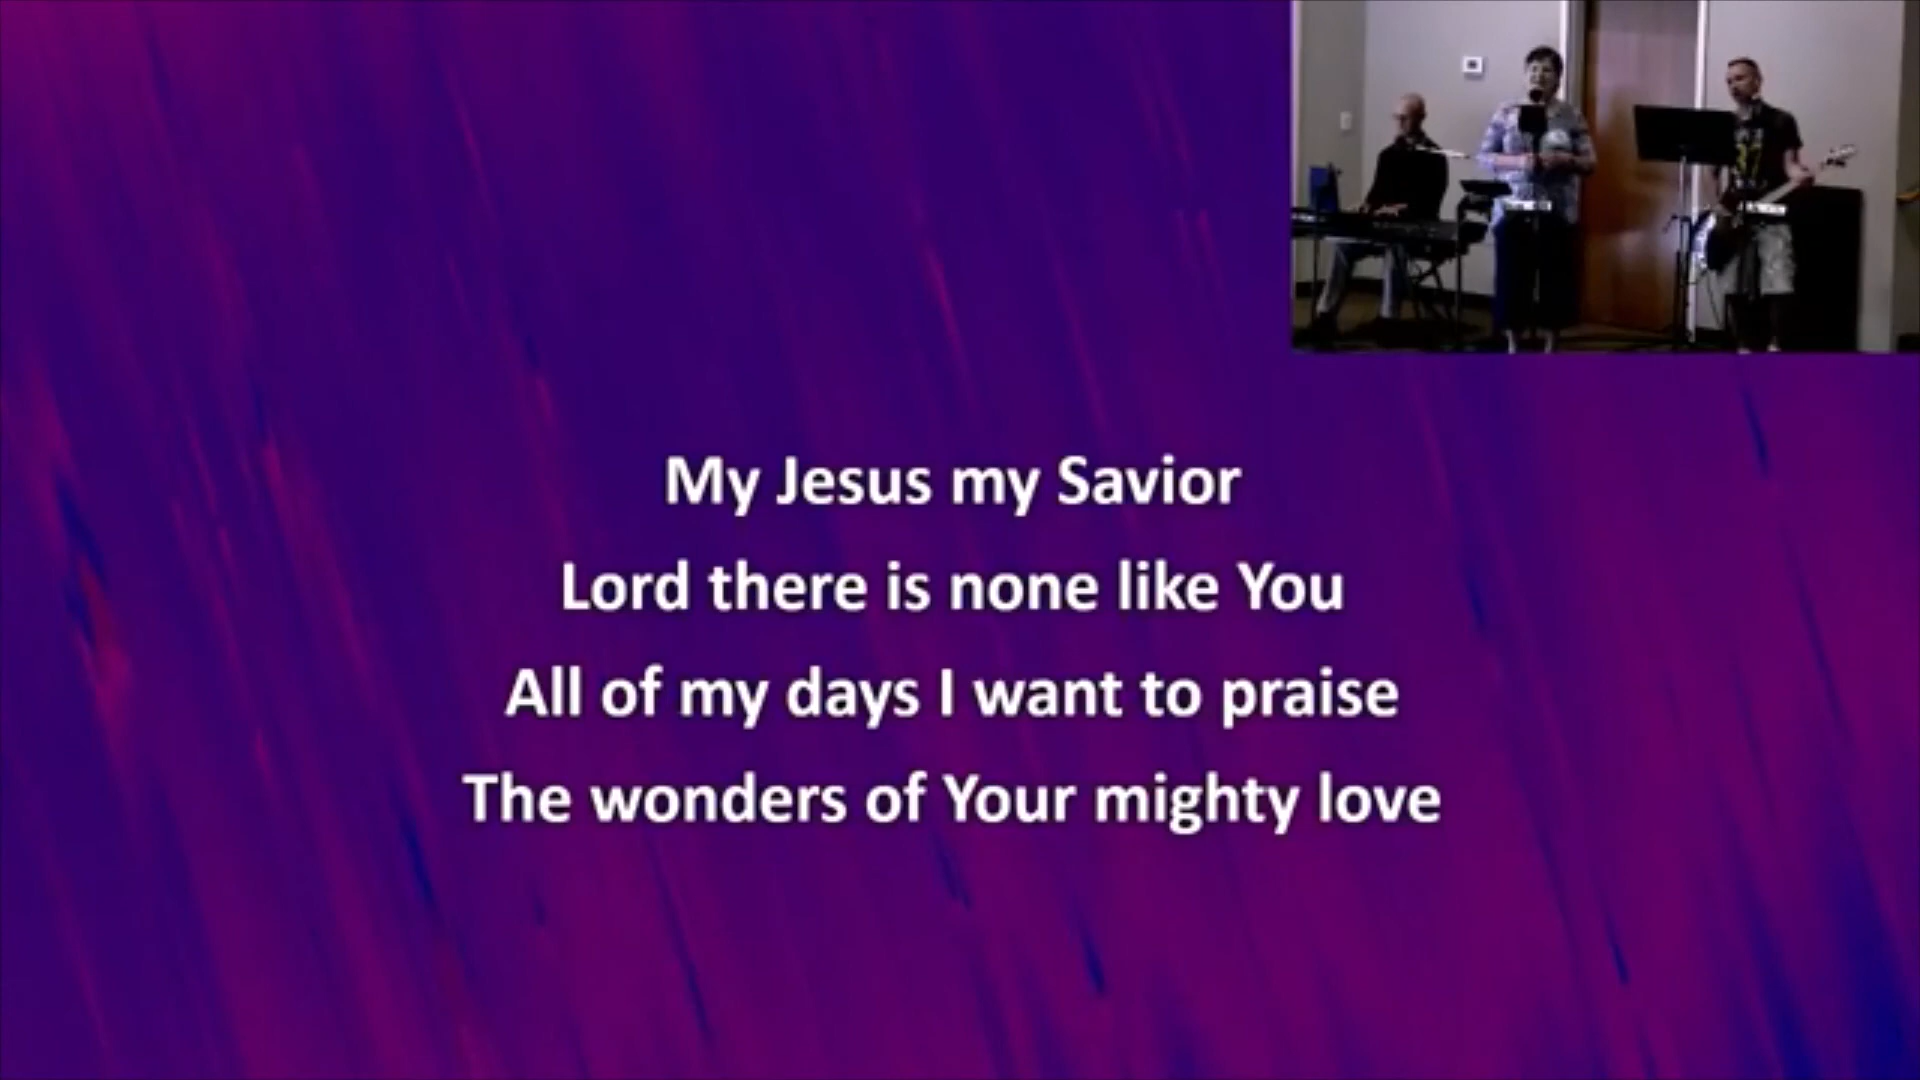 My Jesus my Savior
Lord there is none like You
All of my days I want to praise
The wonders of Your mighty love